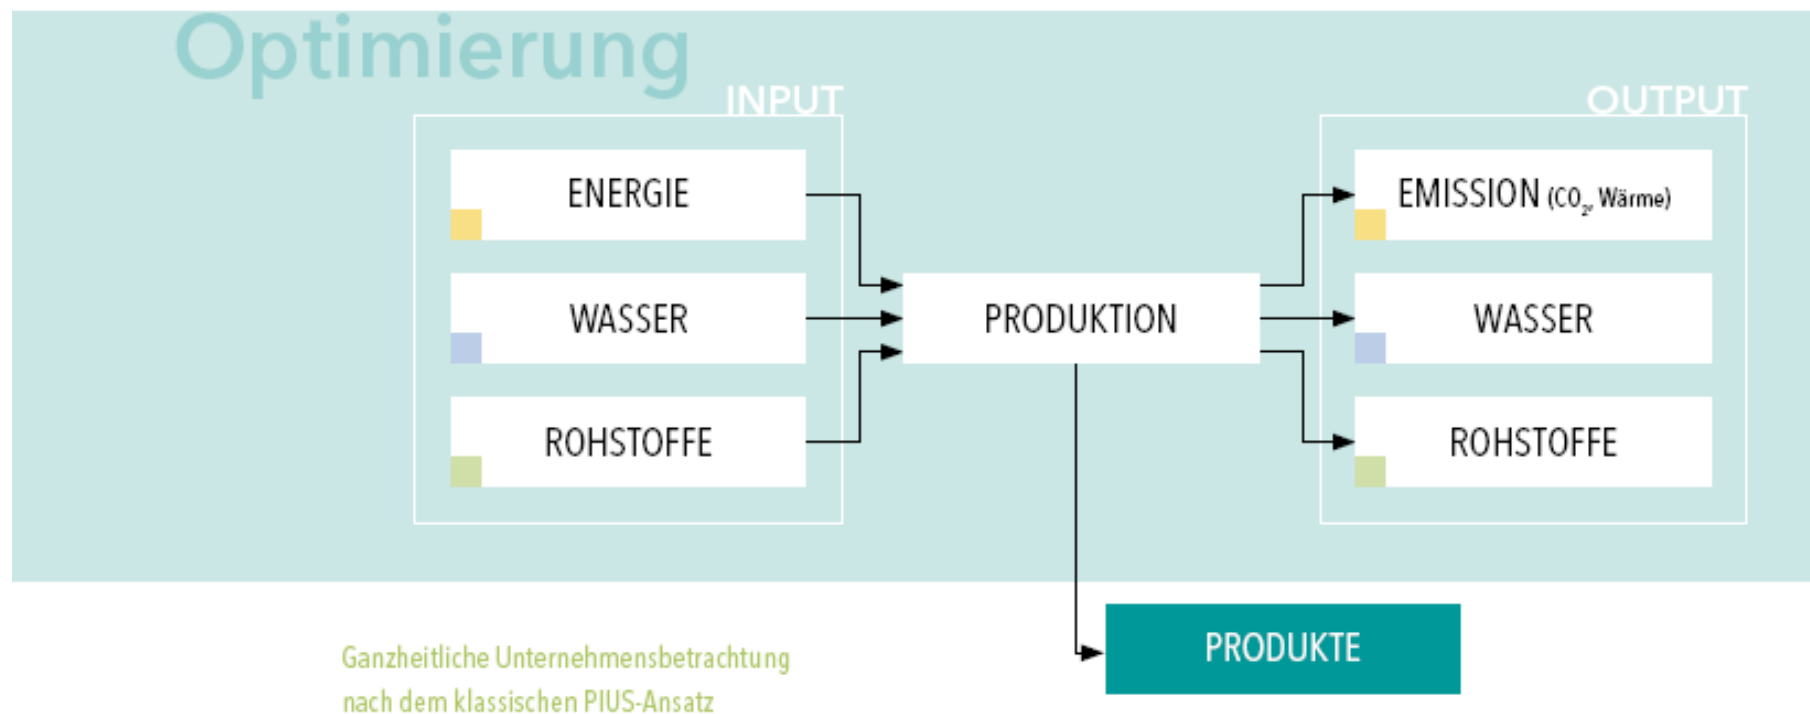 Optimierung
INPUT
OUTPUT
ENERGIE
EMISSION (CO₂, Wärme)
WASSER
PRODUKTION
WASSER
ROHSTOFFE
ROHSTOFFE
PRODUKTE
Ganzheitliche Unternehmensbetrachtung
nach dem klassischen PIUS-Ansatz